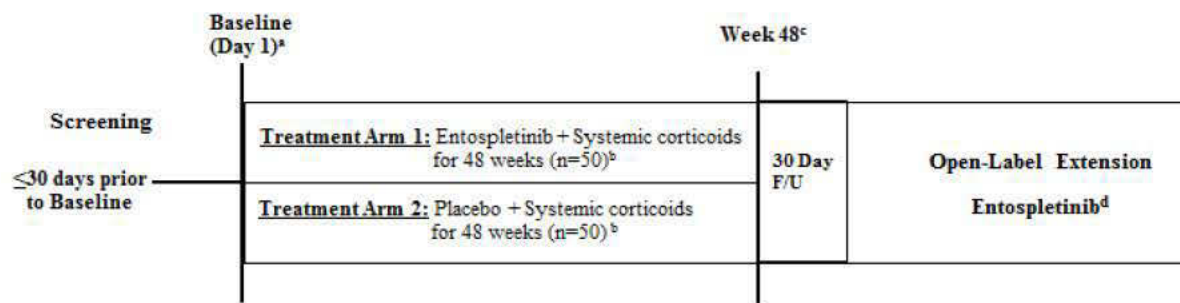 Baseline
(Day 1)ᵃ
Week 48ᶜ
Screening
≤30 days prior
to Baseline
Treatment Arm 1: Entospletinib + Systemic corticoids
for 48 weeks (n=50)ᵇ
Treatment Arm 2: Placebo + Systemic corticoids
for 48 weeks (n=50) ᵇ
30 Day
F/U
Open-Label Extension
Entospletinibᵈ